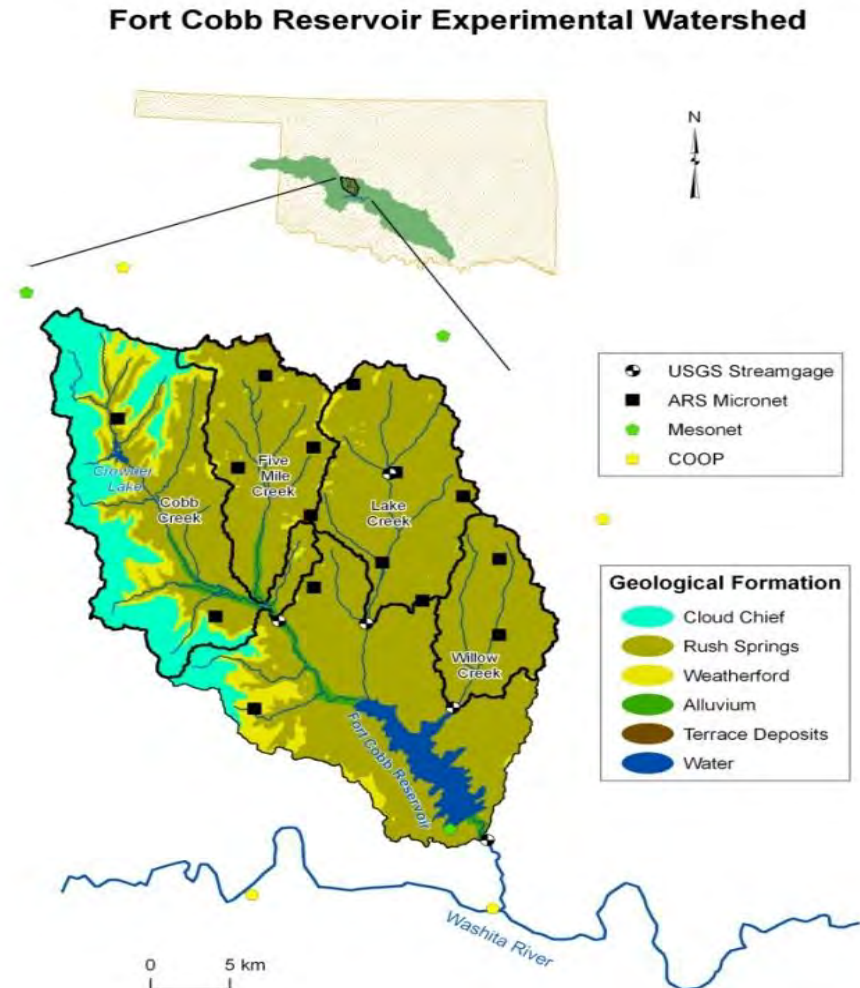 Fort Cobb Reservoir Experimental Watershed
N
USGS Streamgage
ARS Micronet
Mesonet
COOP
Crowder
Lake
Cobb
Creek
Five
Mile
Creek
Lake
Creek
Willow
Creek
Fort Cobb Reservoir
Geological Formation
Cloud Chief
Rush Springs
Weatherford
Alluvium
Terrace Deposits
Water
Washita River
0 5 km